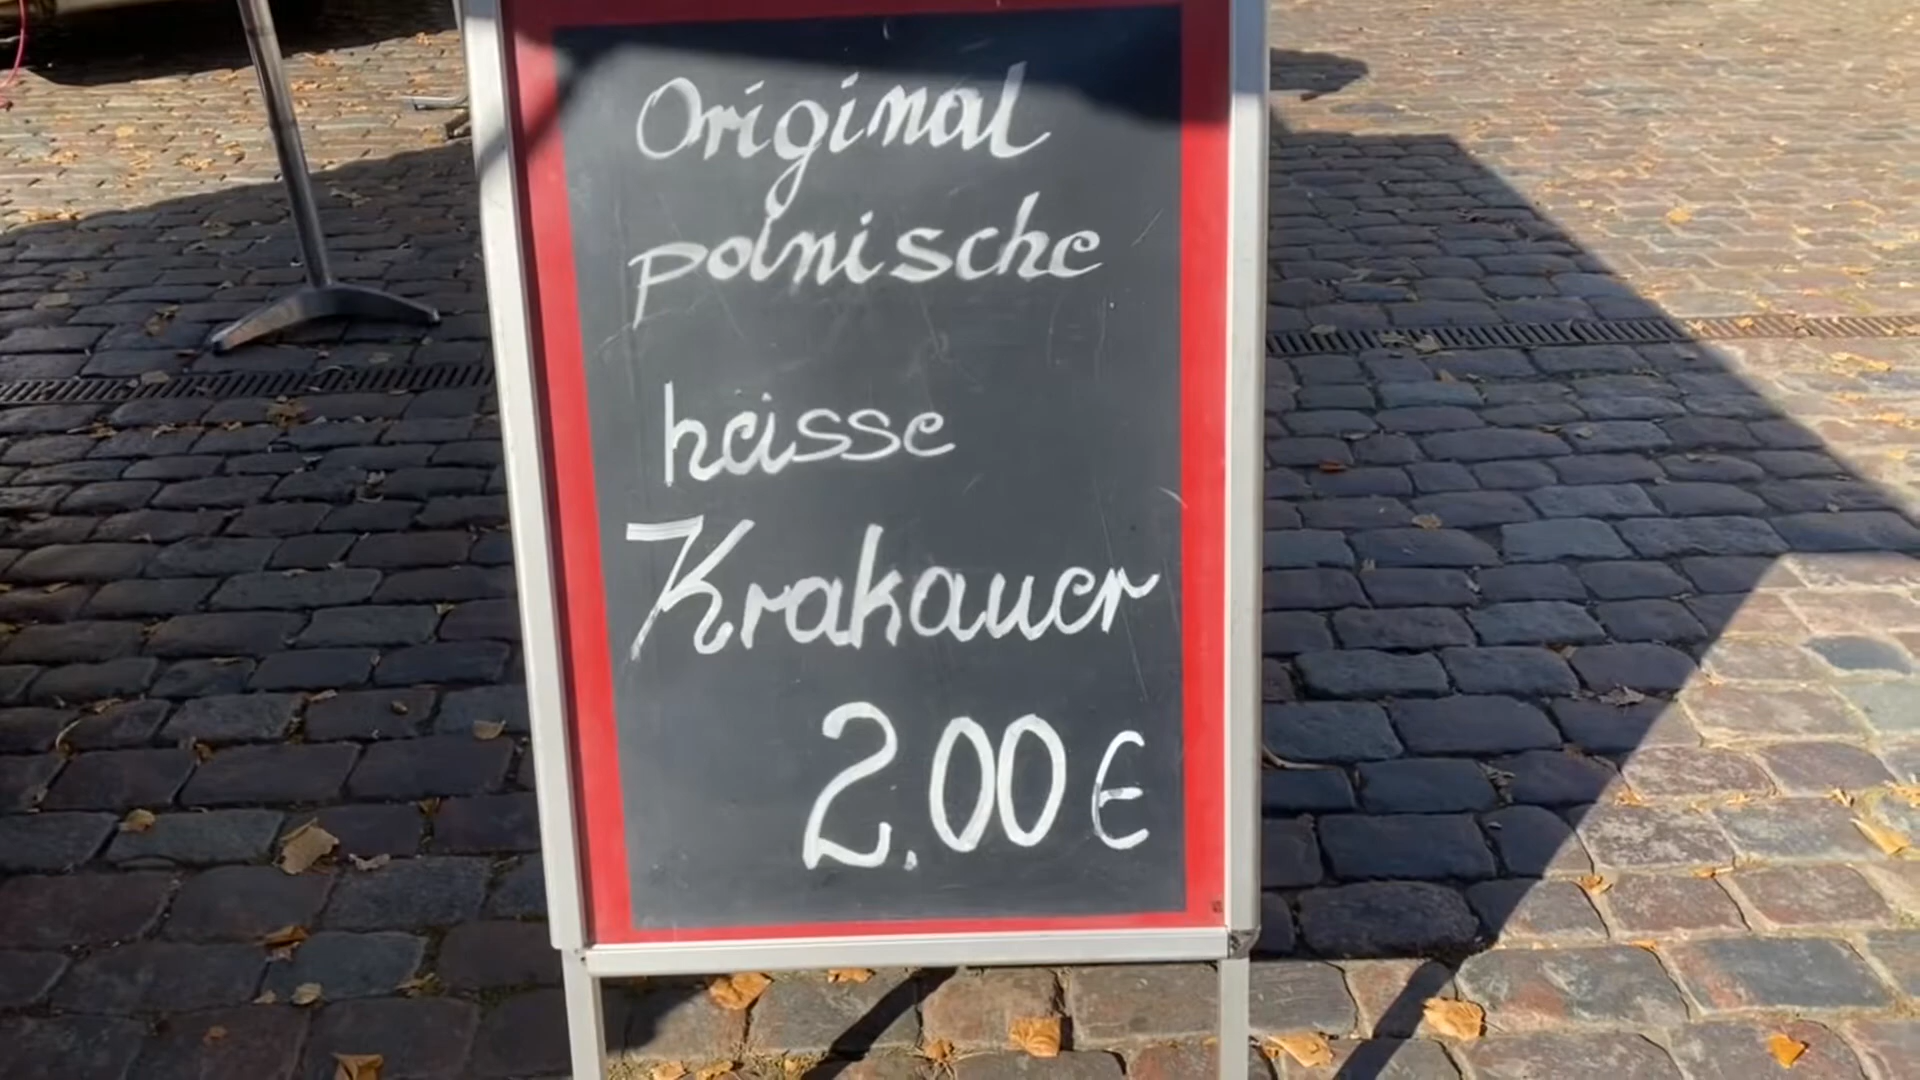 Original
polnische
heisse
Krakauer
2.00 €